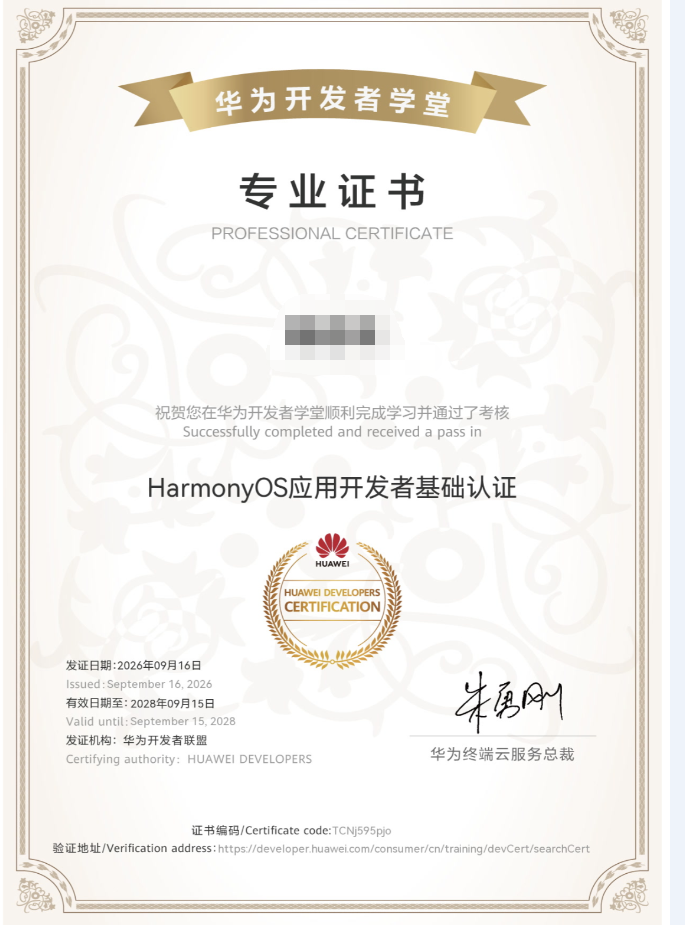 华为开发者学堂
专业证书
PROFESSIONAL CERTIFICATE
祝贺您在华为开发者学堂顺利完成学习并通过了考核
Successfully completed and received a pass in
HarmonyOS应用开发者基础认证
HUAWEI
HUAWEI DEVELOPERS
CERTIFICATION
发证日期:2026年09月16日
Issued:September 16, 2026
有效日期至: 2028年09月15日
Valid until:September 15, 2028
发证机构: 华为开发者联盟
Certifying authority: HUAWEI DEVELOPERS
朱勇刚
华为终端云服务总裁
证书编码/Certificate code:TCNj595pjo
验证地址/Verification address:https://developer.huawei.com/consumer/cn/training/devCert/searchCert